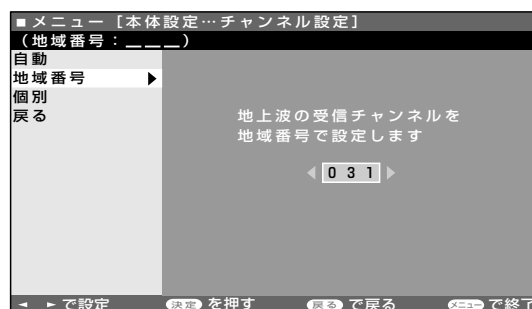 ■メニュー [本体設定…チャンネル設定]
(地域番号：___)
自動
地域番号 ▶
個別
戻る
地上波の受信チャンネルを
地域番号で設定します
◀ 0 3 1 ▶
◄ ► で設定 決定 を押す 戻る で戻る メニュー で終了